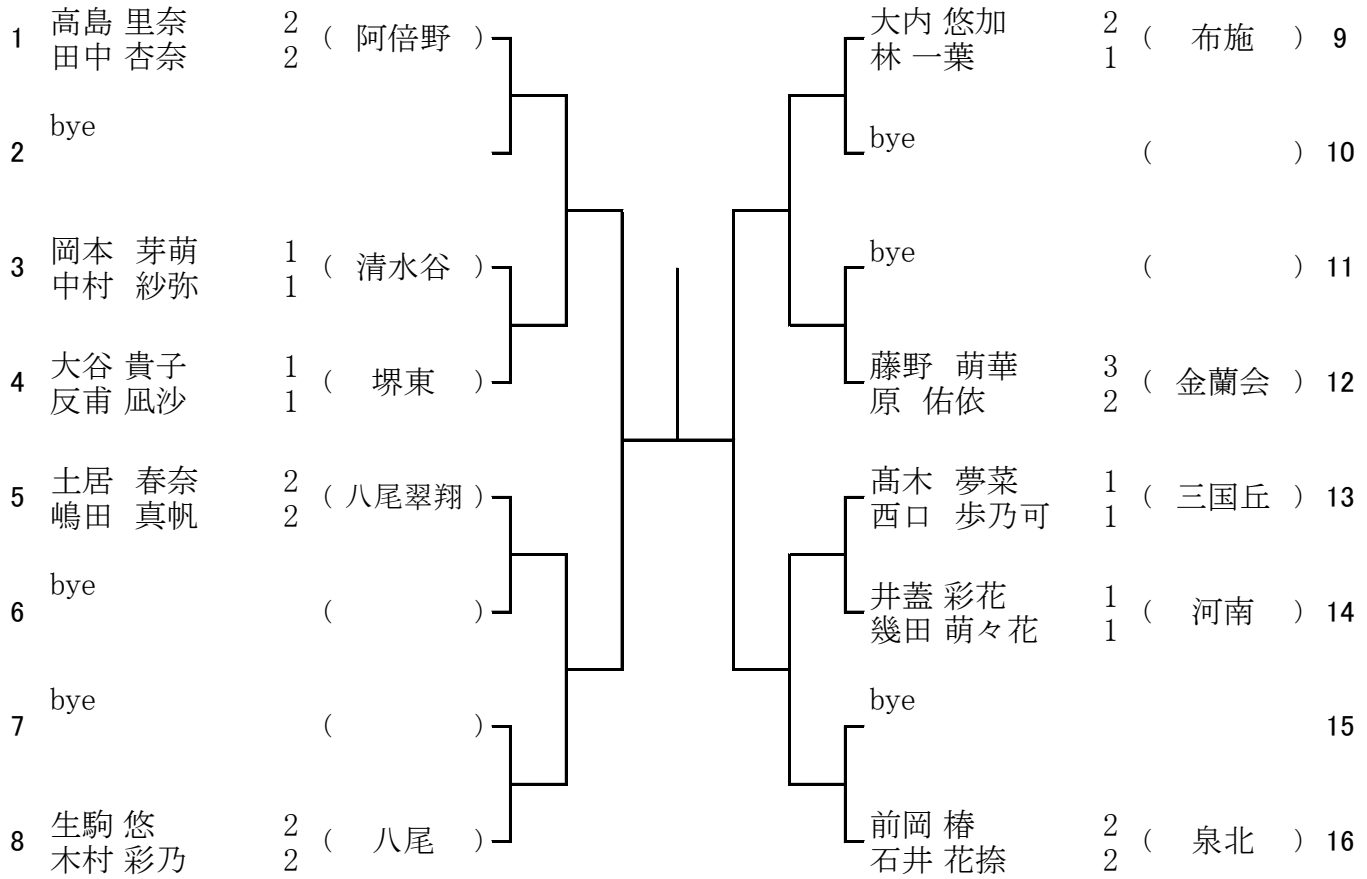 1 高島 里奈 2 ( 阿倍野 )
田中 杏奈 2
2 bye
3 岡本 芽萌 1 ( 清水谷 )
中村 紗弥 1
4 大谷 貴子 1 ( 堺東 )
反甫 凪沙 1
5 土居 春奈 2 ( 八尾翠翔 )
嶋田 真帆 2
6 bye ( )
7 bye ( )
8 生駒 悠 2 ( 八尾 )
木村 彩乃 2
大内 悠加 2 ( 布施 ) 9
林 一葉 1
bye ( ) 10
bye ( ) 11
藤野 萌華 3 ( 金蘭会 ) 12
原 佑依 2
髙木 夢菜 1 ( 三国丘 ) 13
西口 歩乃可 1
井蓋 彩花 1 ( 河南 ) 14
幾田 萌々花 1
bye 15
前岡 椿 2 ( 泉北 ) 16
石井 花捺 2